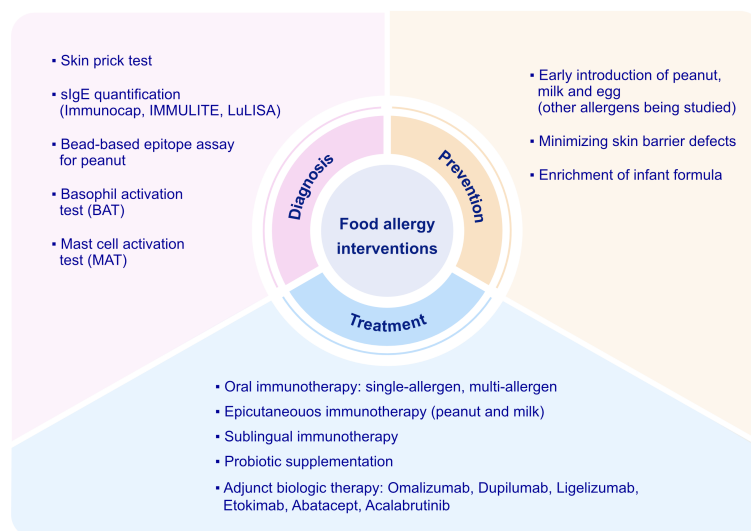 ▪ Skin prick test
▪ sIgE quantification
(Immunocap, IMMULITE, LuLISA)
▪ Bead-based epitope assay
for peanut
▪ Basophil activation
test (BAT)
▪ Mast cell activation
test (MAT)
▪ Early introduction of peanut,
milk and egg
(other allergens being studied)
▪ Minimizing skin barrier defects
▪ Enrichment of infant formula
Diagnosis
Prevention
Food allergy
interventions
Treatment
▪ Oral immunotherapy: single-allergen, multi-allergen
▪ Epicutaneouos immunotherapy (peanut and milk)
▪ Sublingual immunotherapy
▪ Probiotic supplementation
▪ Adjunct biologic therapy: Omalizumab, Dupilumab, Ligelizumab,
Etokimab, Abatacept, Acalabrutinib